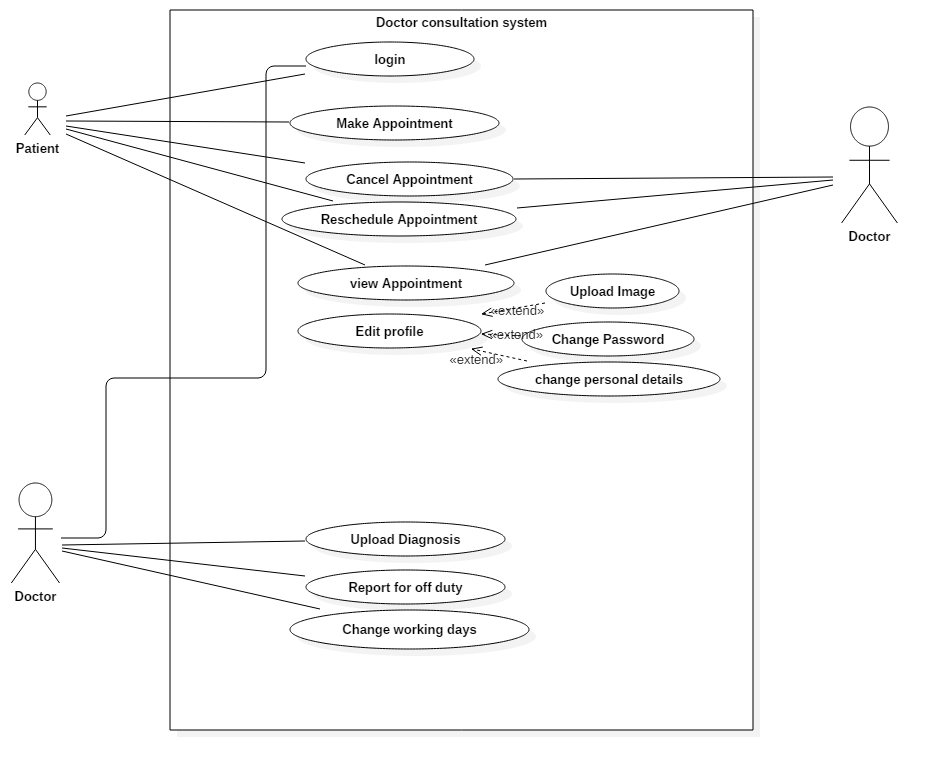 Doctor consultation system
login
Patient
Make Appointment
Cancel Appointment
Reschedule Appointment
Doctor
view Appointment
Upload Image
«extend»
Edit profile
«extend»
Change Password
«extend»
change personal details
Doctor
Upload Diagnosis
Report for off duty
Change working days